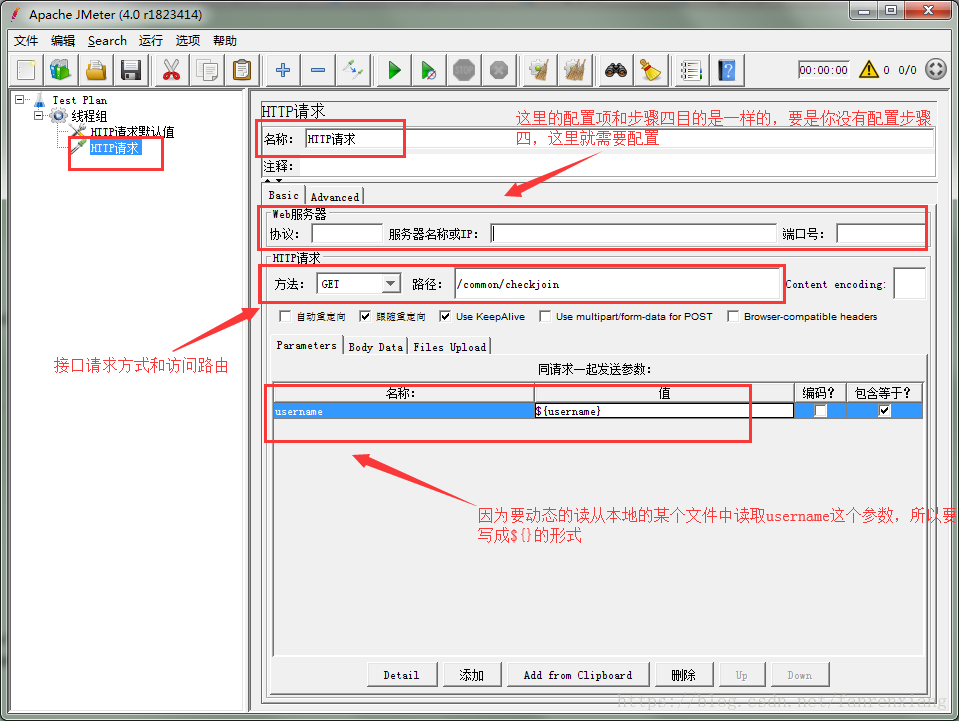 Apache JMeter (4.0 r1823414)
文件 编辑 Search 运行 选项 帮助
00:00:00 0 0/0
Test Plan
线程组
HTTP请求默认值
HTTP请求
HTTP请求
这里的配置项和步骤四目的是一样的，要是你没有配置步骤
四，这里就需要配置
名称： HTTP请求
注释：
Basic Advanced
Web服务器
协议： 服务器名称或IP： 端口号：
HTTP请求
方法： GET 路径： /common/checkjoin Content encoding:
自动重定向 跟随重定向 Use KeepAlive Use multipart/form-data for POST Browser-compatible headers
接口请求方式和访问路由
Parameters Body Data Files Upload
同请求一起发送参数：
名称： 值 编码？ 包含等于？
username ${username}
因为要动态的读从本地的某个文件中读取username这个参数，所以要
写成${}的形式
Detail 添加 Add from Clipboard 删除 Up Down
https://blog.csdn.net/fanrenxiang